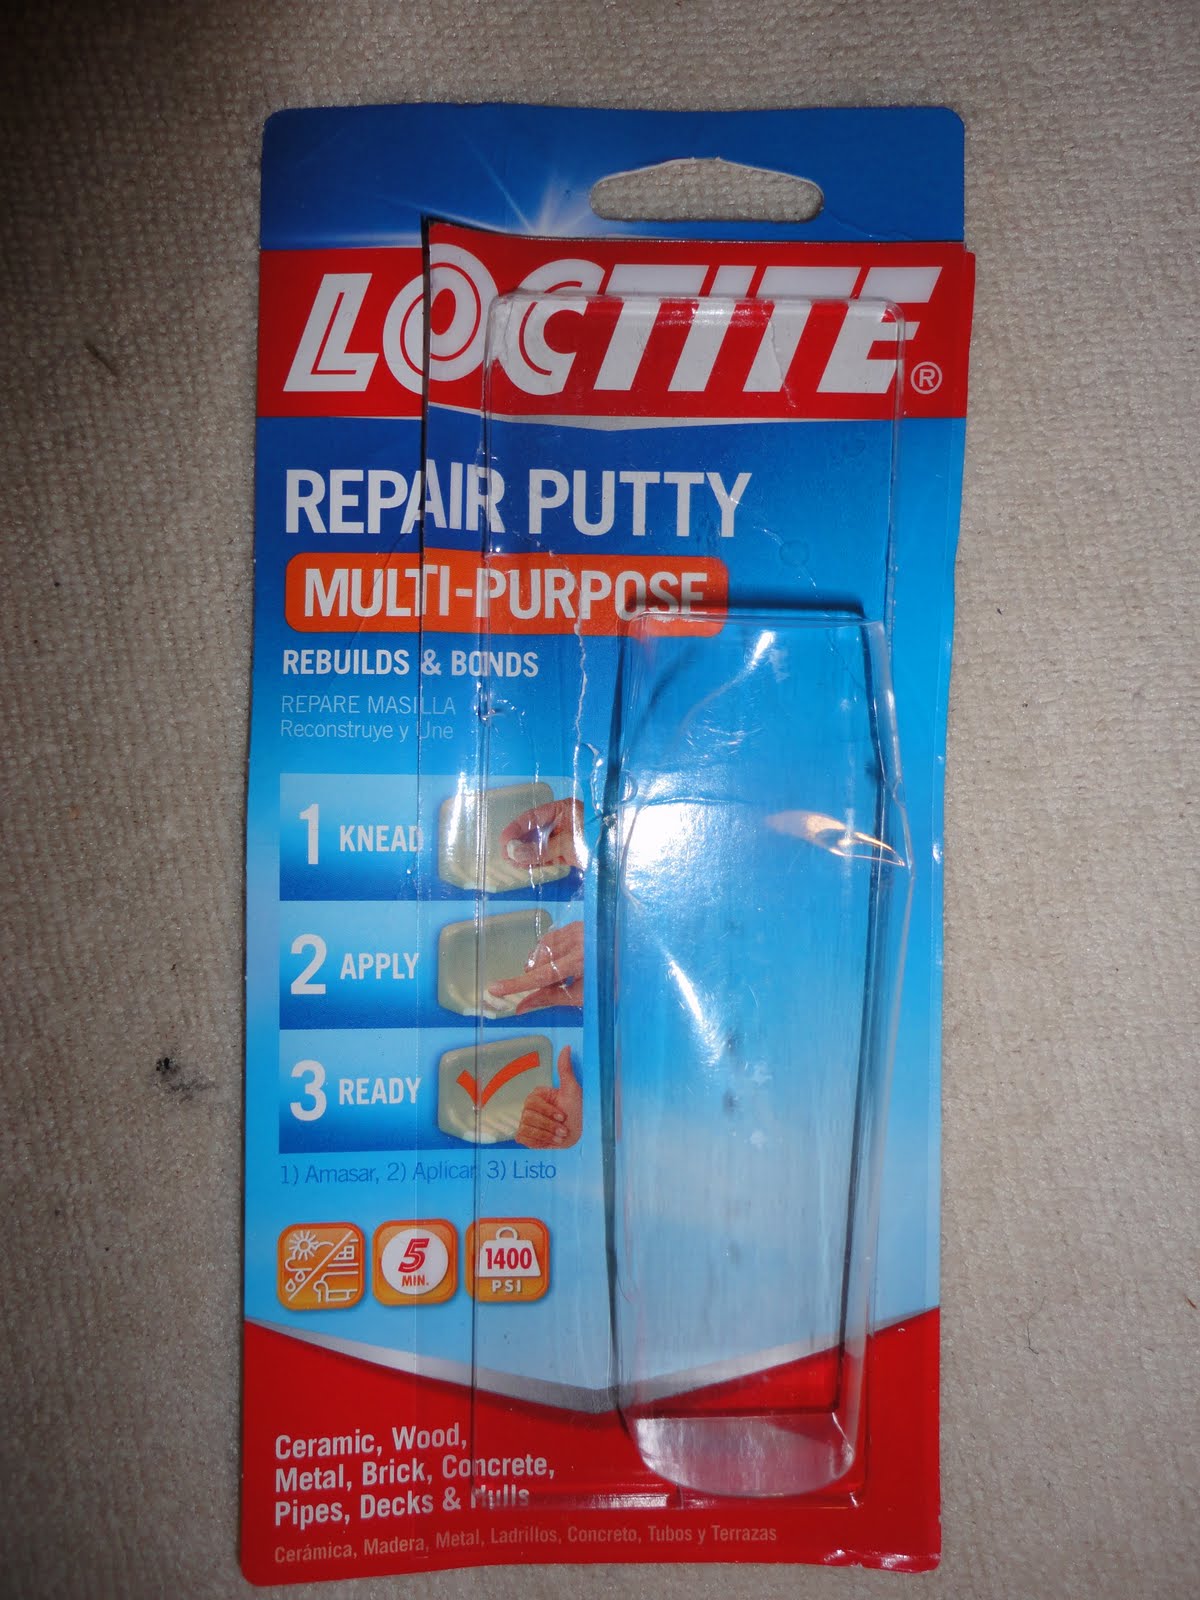 LOCTITE®
REPAIR PUTTY
MULTI-PURPOSE
REBUILDS & BONDS
REPARE MASILLA
Reconstruye y Une
1 KNEAD
2 APPLY
3 READY
1) Amasar, 2) Aplicar 3) Listo
5 MIN.
1400 PSI
Ceramic, Wood,
Metal, Brick, Concrete,
Pipes, Decks & Hulls
Cerámica, Madera, Metal, Ladrillos, Concreto, Tubos y Terrazas